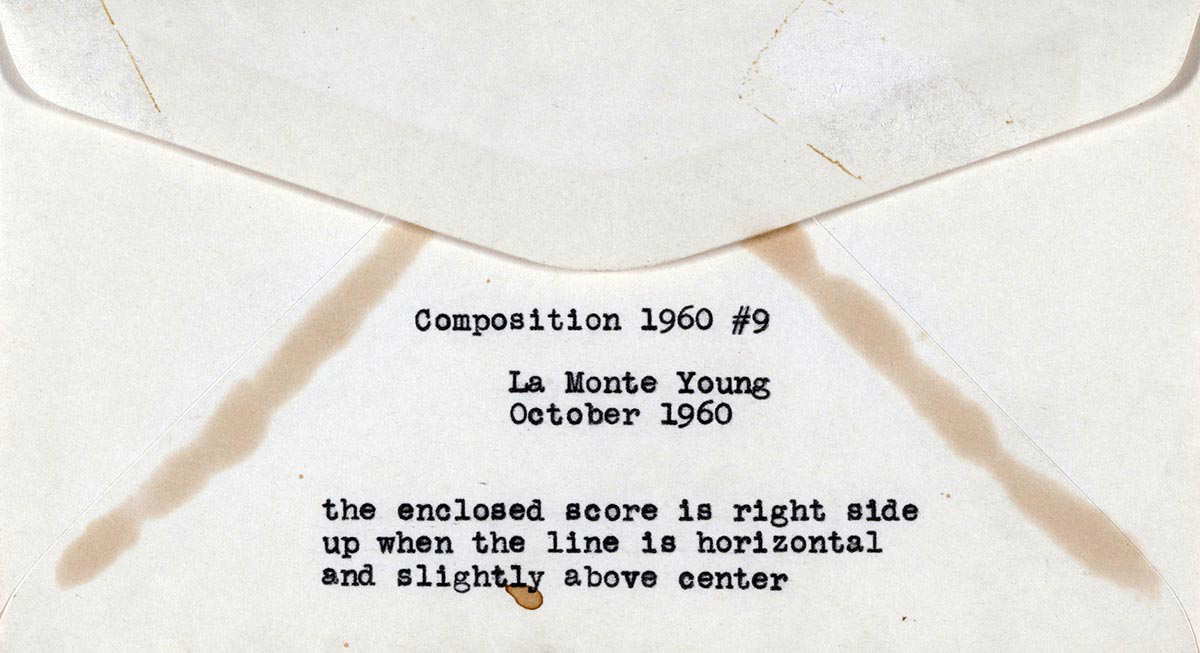 Composition 1960 #9
La Monte Young
October 1960
the enclosed score is right side
up when the line is horizontal
and slightly above center